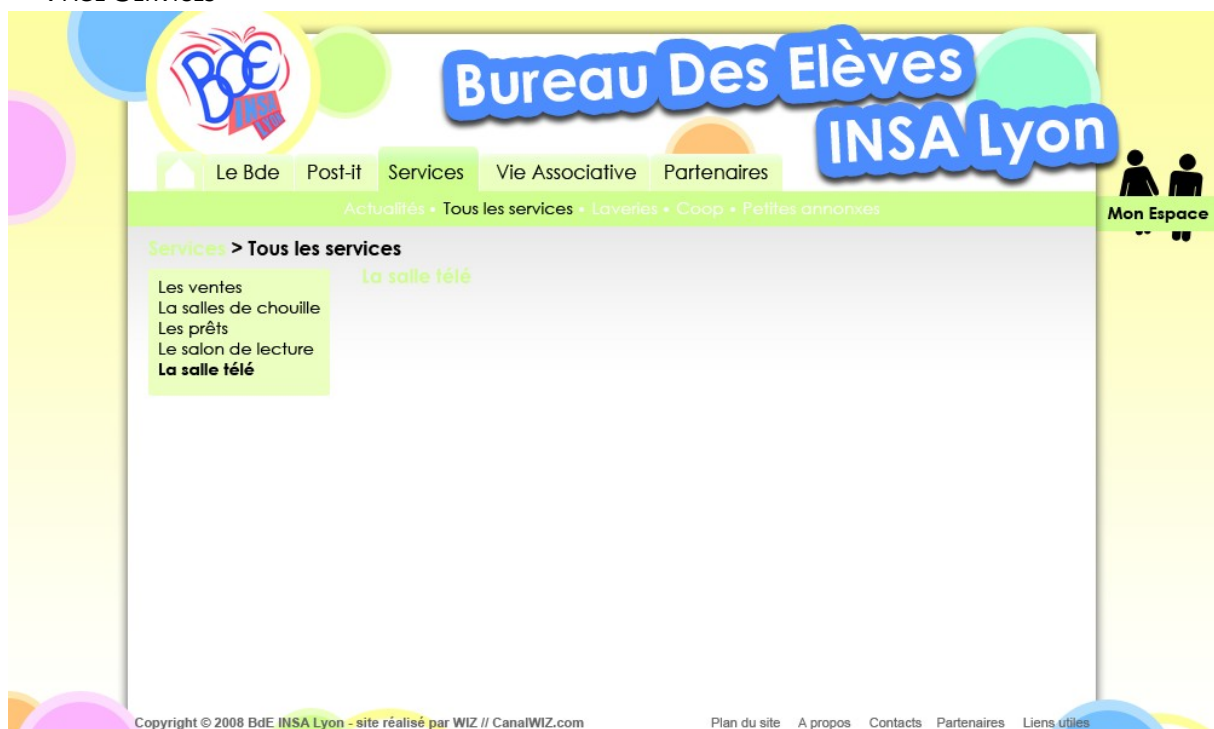 PAGE SERVICES
BdE
INSA
LYON
Bureau Des Elèves
INSA Lyon
Le Bde Post-it Services Vie Associative Partenaires
Actualités • Tous les services • Laveries • Coop • Petites annonxes
Mon Espace
Services > Tous les services
La salle télé
Les ventes
La salles de chouille
Les prêts
Le salon de lecture
La salle télé
Copyright © 2008 BdE INSA Lyon - site réalisé par WIZ // CanalWIZ.com
Plan du site A propos Contacts Partenaires Liens utiles